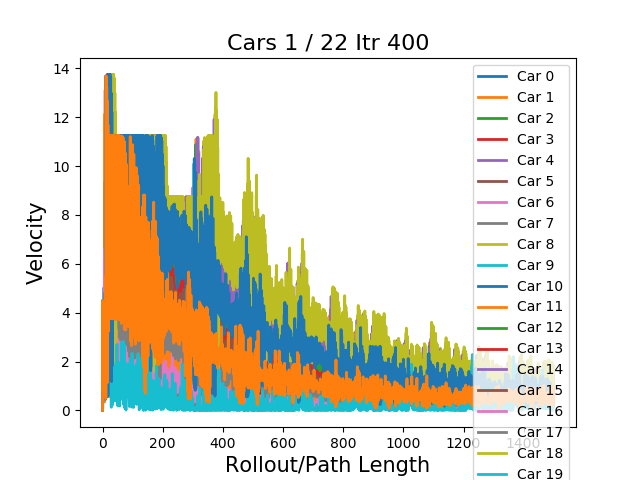 Cars 1 / 22 Itr 400
Velocity
14
12
10
8
6
4
2
0
0
200
400
600
800
1000
1200
1400
Rollout/Path Length
Car 0
Car 1
Car 2
Car 3
Car 4
Car 5
Car 6
Car 7
Car 8
Car 9
Car 10
Car 11
Car 12
Car 13
Car 14
Car 15
Car 16
Car 17
Car 18
Car 19